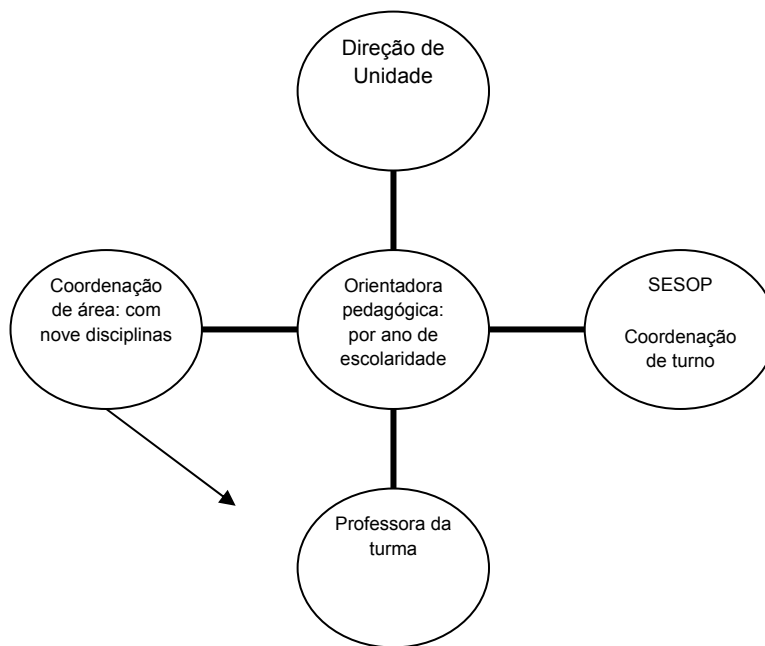 Direção de
Unidade
Coordenação
de área: com
nove disciplinas
Orientadora
pedagógica:
por ano de
escolaridade
SESOP
Coordenação
de turno
Professora da
turma